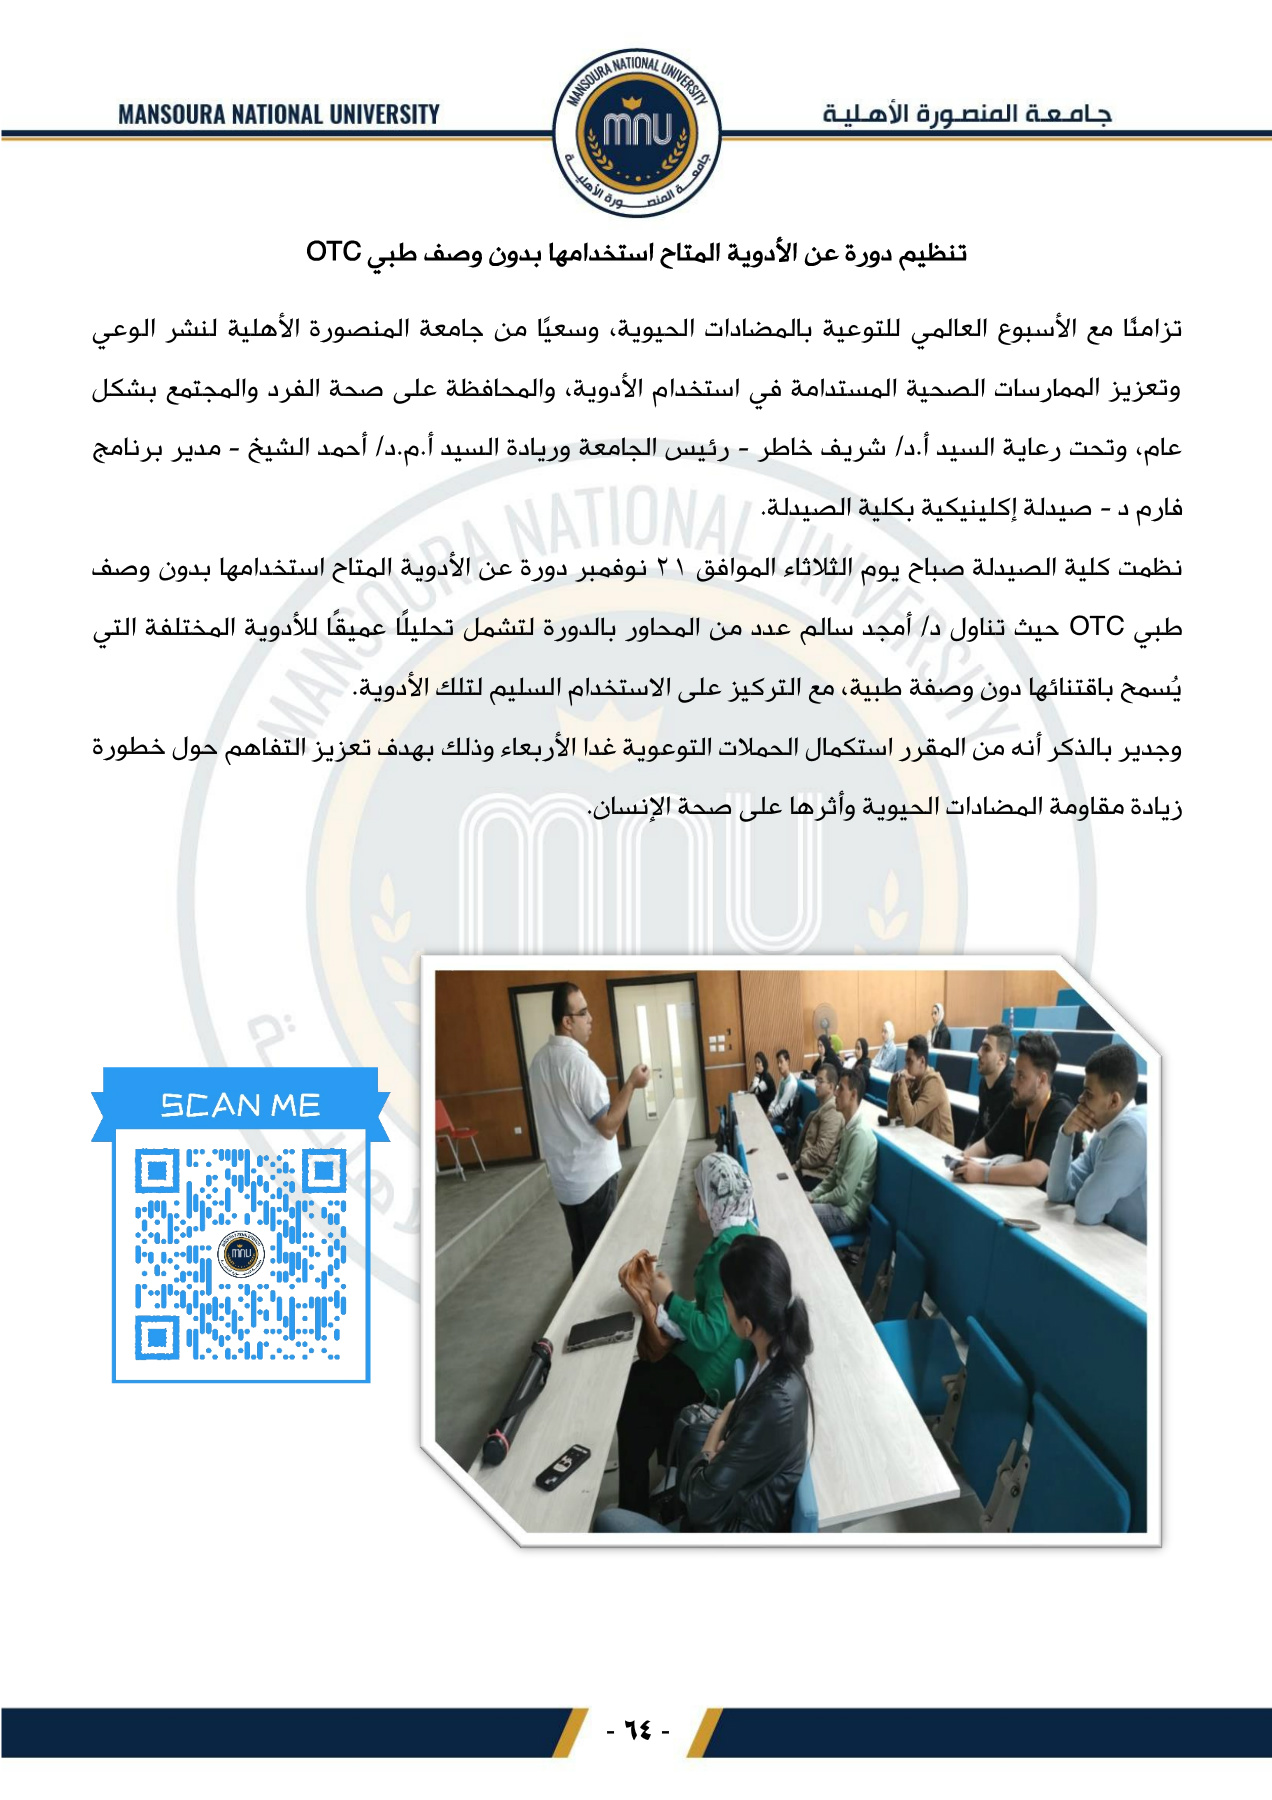 MANSOURA NATIONAL UNIVERSITY
جامعة المنصورة الأهلية
MANSOURA NATIONAL UNIVERSITY
mnu
جامعة المنصورة الأهلية
تنظيم دورة عن الأدوية المتاح استخدامها بدون وصف طبي OTC
تزامنًا مع الأسبوع العالمي للتوعية بالمضادات الحيوية، وسعيًا من جامعة المنصورة الأهلية لنشر الوعي
وتعزيز الممارسات الصحية المستدامة في استخدام الأدوية، والمحافظة على صحة الفرد والمجتمع بشكل
عام، وتحت رعاية السيد أ.د/ شريف خاطر - رئيس الجامعة وريادة السيد أ.م.د/ أحمد الشيخ - مدير برنامج
فارم د - صيدلة إكلينيكية بكلية الصيدلة.
نظمت كلية الصيدلة صباح يوم الثلاثاء الموافق ٢١ نوفمبر دورة عن الأدوية المتاح استخدامها بدون وصف
طبي OTC حيث تناول د/ أمجد سالم عدد من المحاور بالدورة لتشمل تحليلًا عميقًا للأدوية المختلفة التي
يُسمح باقتنائها دون وصفة طبية، مع التركيز على الاستخدام السليم لتلك الأدوية.
وجدير بالذكر أنه من المقرر استكمال الحملات التوعوية غدا الأربعاء وذلك بهدف تعزيز التفاهم حول خطورة
زيادة مقاومة المضادات الحيوية وأثرها على صحة الإنسان.
SCAN ME
mnu
- ٦٤ -